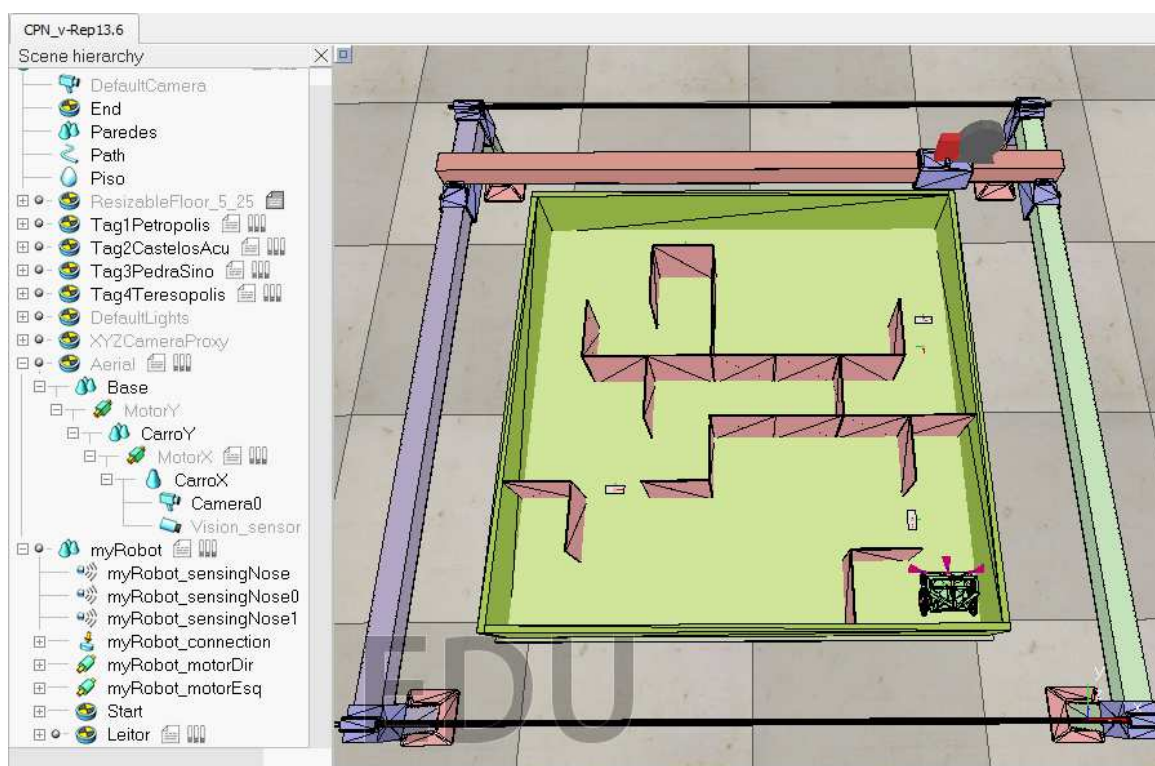 CPN_v-Rep13.6
Scene hierarchy
DefaultCamera
End
Paredes
Path
Piso
ResizableFloor_5_25
Tag1Petropolis
Tag2CastelosAcu
Tag3PedraSino
Tag4Teresopolis
DefaultLights
XYZCameraProxy
Aerial
Base
MotorY
CarroY
MotorX
CarroX
Camera0
Vision_sensor
myRobot
myRobot_sensingNose
myRobot_sensingNose0
myRobot_sensingNose1
myRobot_connection
myRobot_motorDir
myRobot_motorEsq
Start
Leitor
EDU
y
x